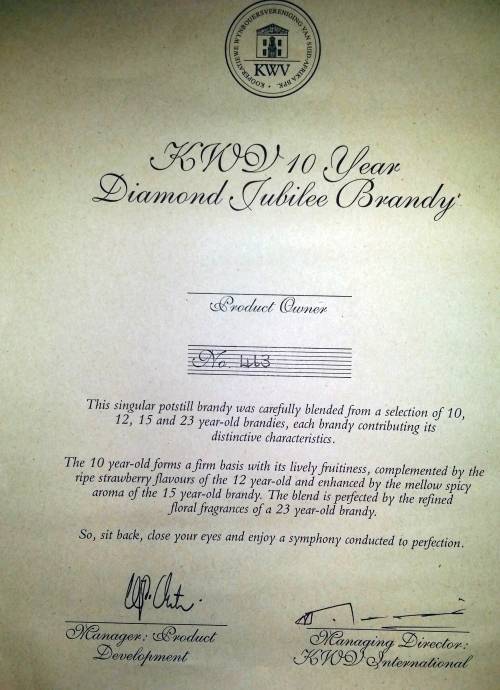 KOÖPERATIEWE WYNBOUERSVERENIGING VAN SUID-AFRIKA BPK.
KWV
KWV 10 Year
Diamond Jubilee Brandy
Product Owner
No. 463
This singular potstill brandy was carefully blended from a selection of 10,
12, 15 and 23 year-old brandies, each brandy contributing its
distinctive characteristics.
The 10 year-old forms a firm basis with its lively fruitiness, complemented by the
ripe strawberry flavours of the 12 year-old and enhanced by the mellow spicy
aroma of the 15 year-old brandy. The blend is perfected by the refined
floral fragrances of a 23 year-old brandy.
So, sit back, close your eyes and enjoy a symphony conducted to perfection.
Manager: Product
Development
Managing Director:
KWV International